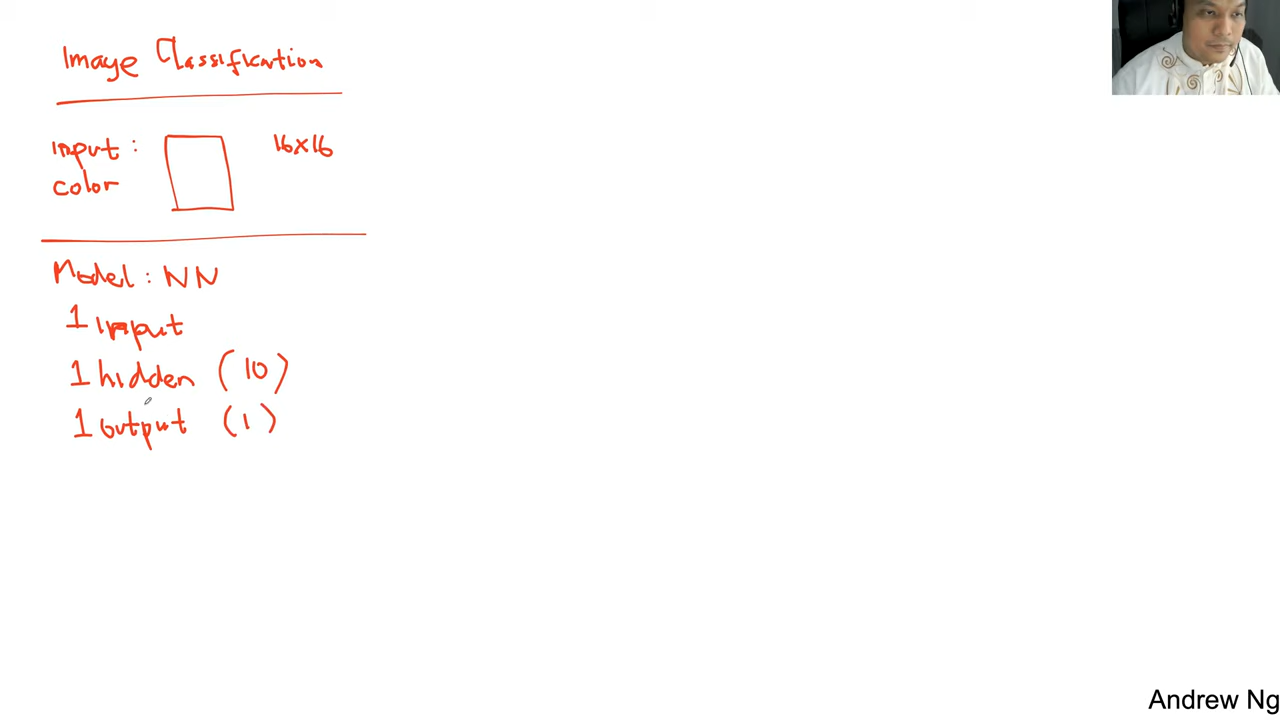 Image Classification
input : 16x16
color
Model : NN
1 input
1 hidden (10)
1 output (1)
Andrew Ng